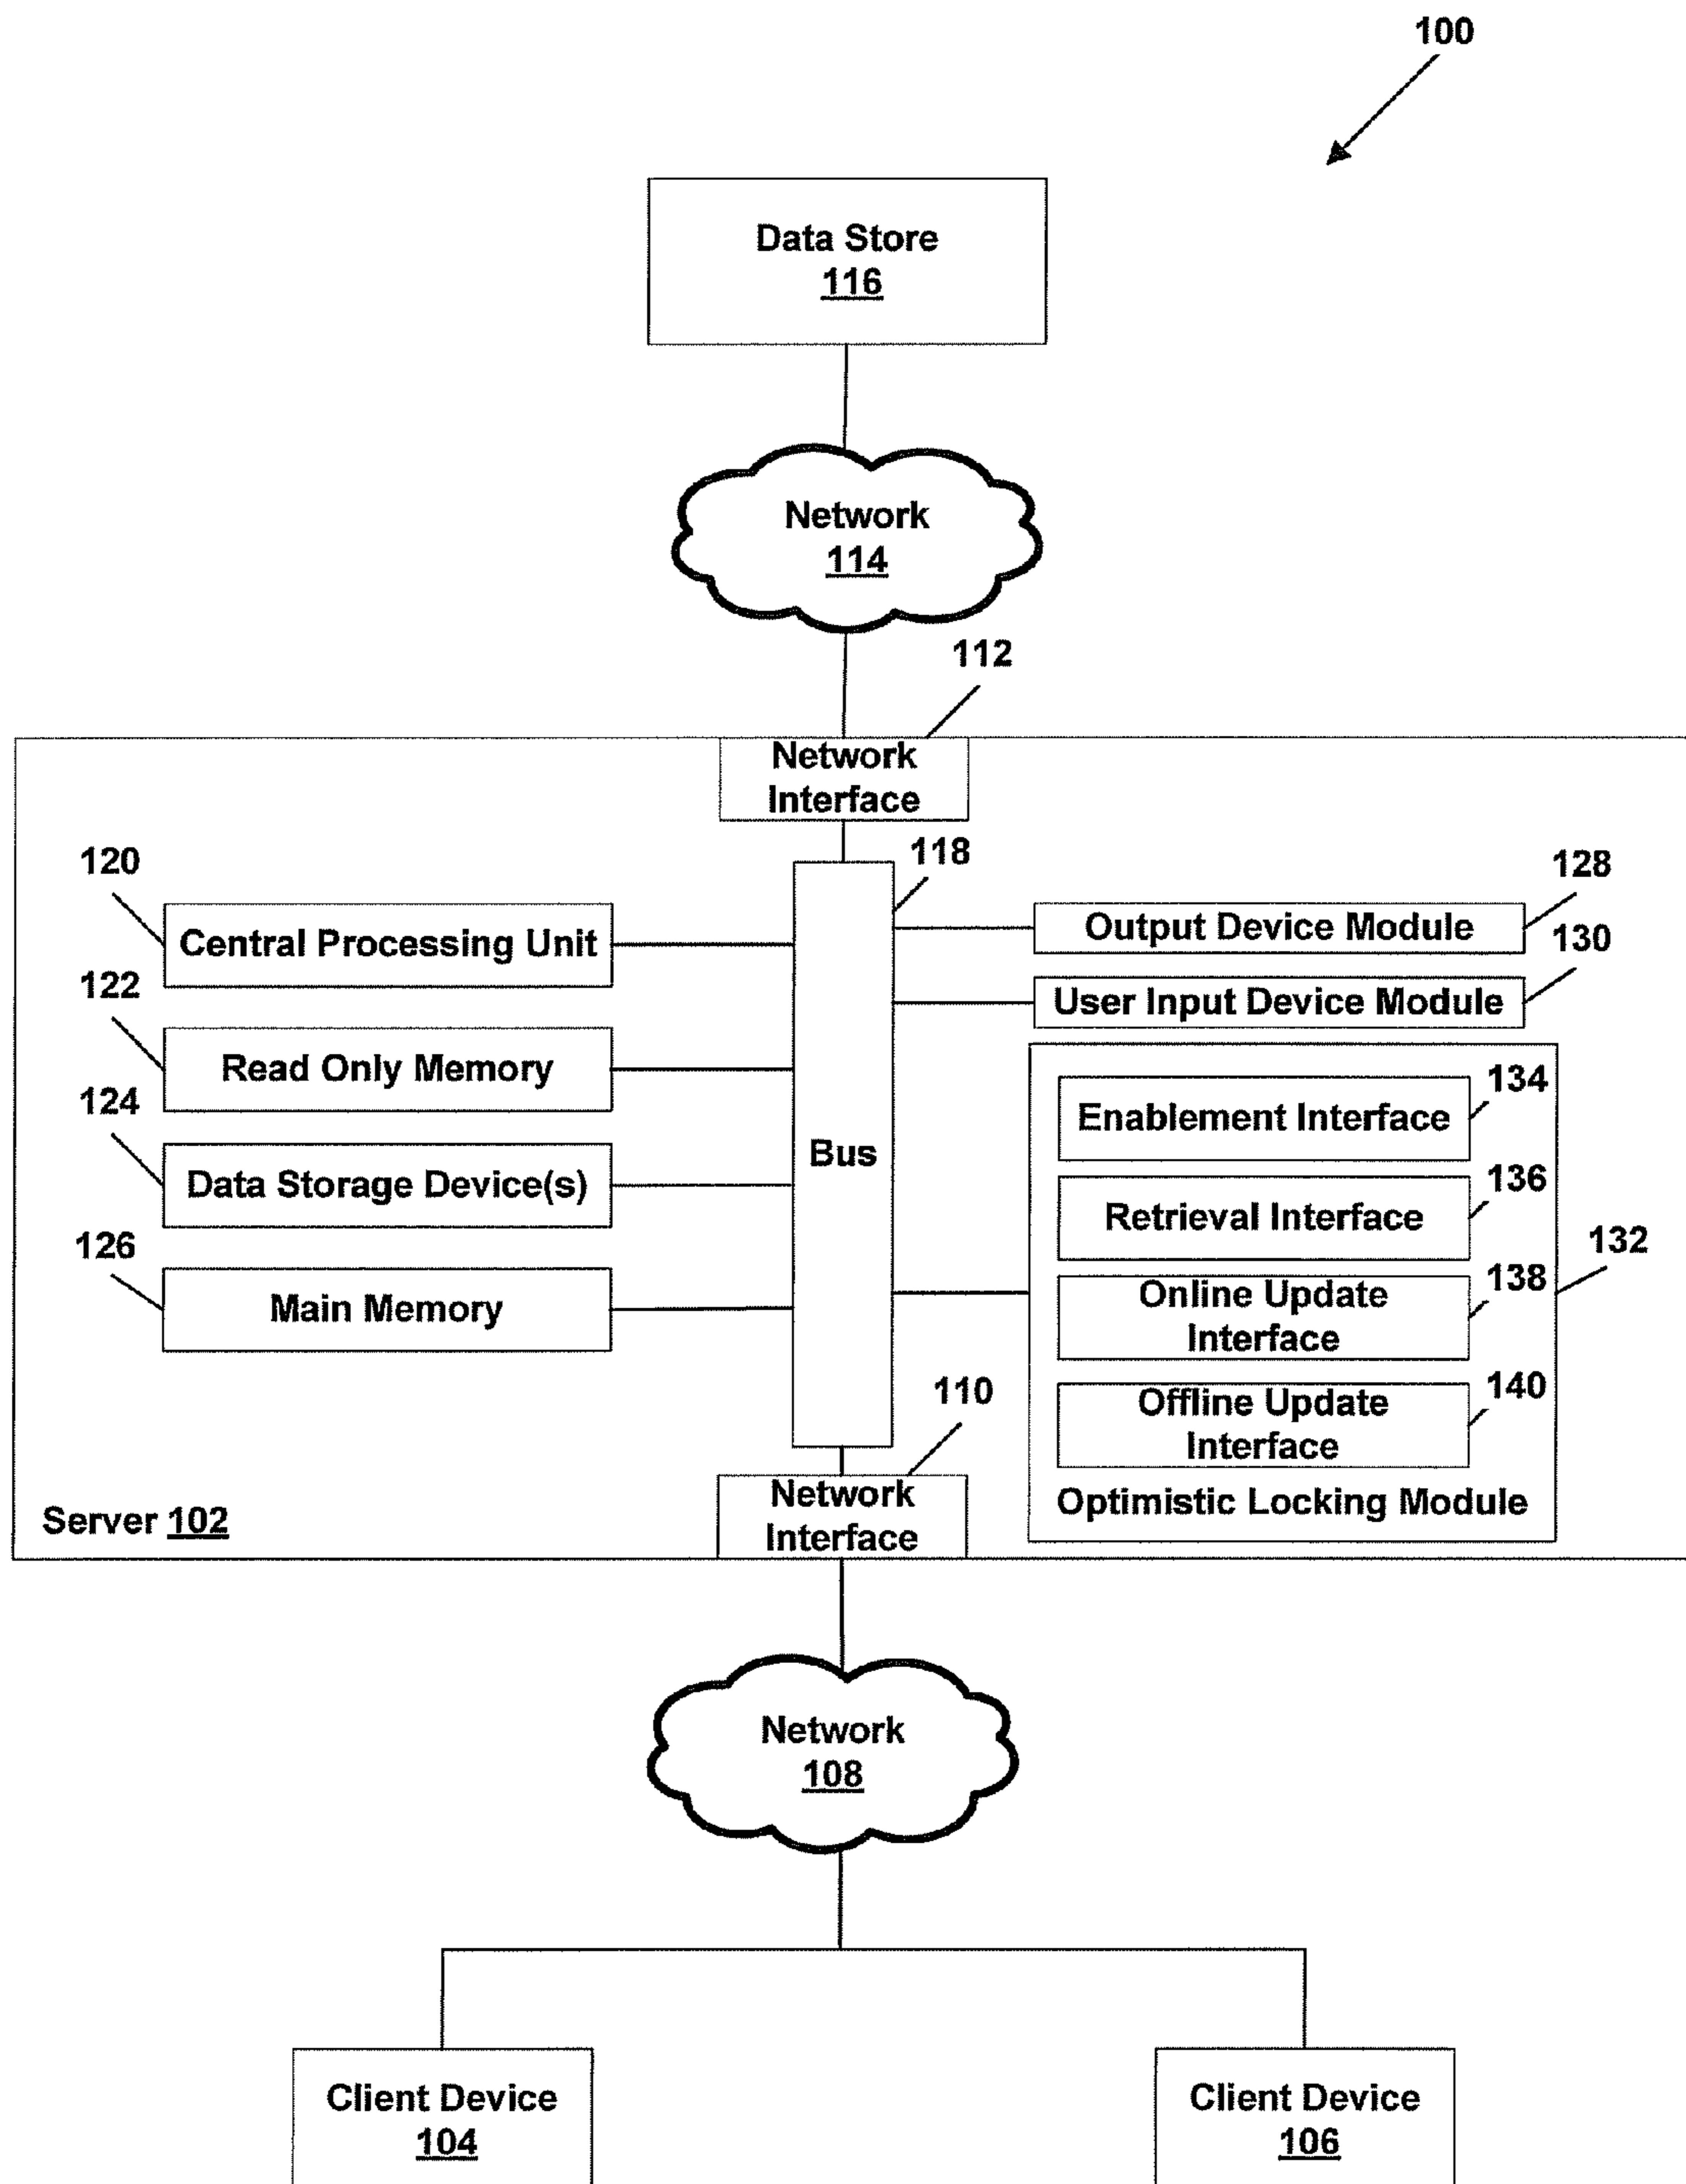 100
Data Store
116
Network
114
112
Network
Interface
118
120
Central Processing Unit
122
Read Only Memory
124
Data Storage Device(s)
126
Main Memory
Bus
128
Output Device Module
130
User Input Device Module
134
Enablement Interface
136
Retrieval Interface
132
138
Online Update
Interface
140
Offline Update
Interface
Optimistic Locking Module
110
Network
Interface
Server 102
Network
108
Client Device
104
Client Device
106